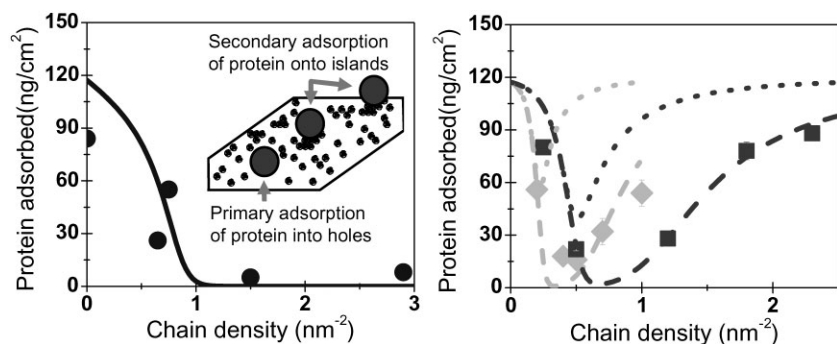 Protein adsorbed(ng/cm²)
150
120
90
60
30
0
Secondary adsorption
of protein onto islands
Primary adsorption
of protein into holes
0
1
2
3
Chain density (nm⁻²)
Protein adsorbed(ng/cm²)
150
120
90
60
30
0
0
1
2
Chain density (nm⁻²)